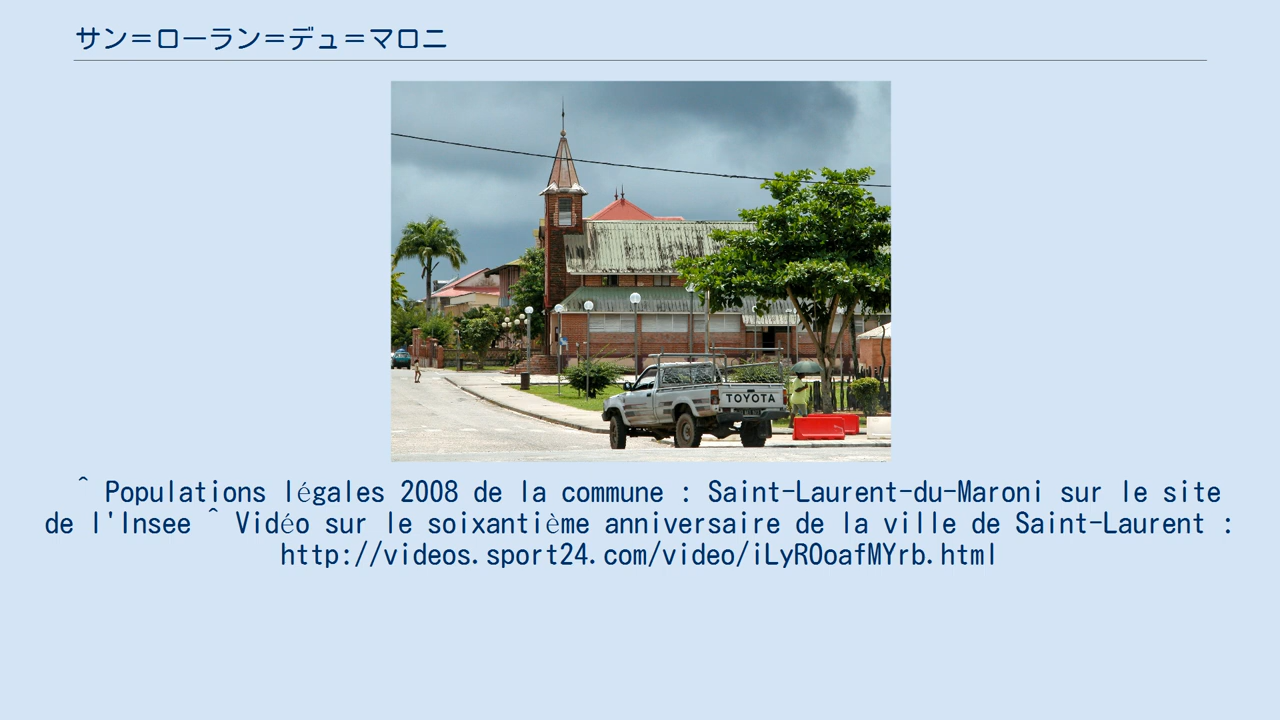 サン=ローラン=デュ=マロニ
TOYOTA
^ Populations légales 2008 de la commune : Saint-Laurent-du-Maroni sur le site
de l'Insee ^ Vidéo sur le soixantième anniversaire de la ville de Saint-Laurent :
http://videos.sport24.com/video/iLyROoafMYrb.html